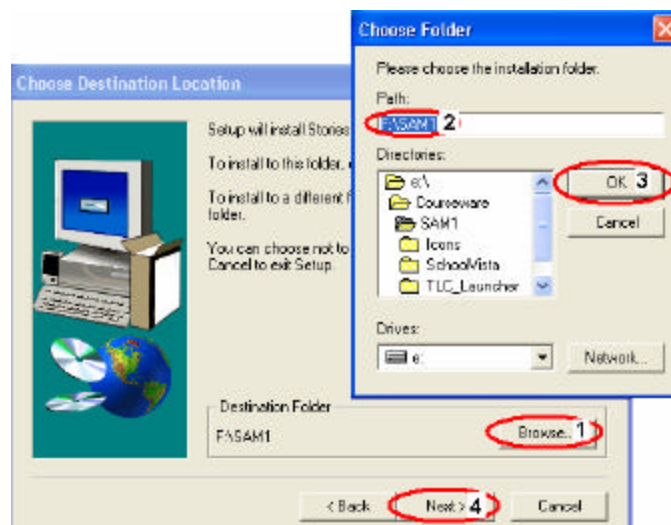 Choose Folder
Please choose the installation folder.
Path:
F:\SAM1 2
Directories:
e:\
Courseware
SAM1
Icons
SchoolVista
TLC_Launcher
OK 3
Cancel
Drives:
e:
Network...
Choose Destination Location
Setup will install Stories
To install to this folder,
To install to a different
folder.
You can choose not to
Cancel to exit Setup.
Destination Folder
F:\SAM1
Browse.. 1
< Back
Next > 4
Cancel